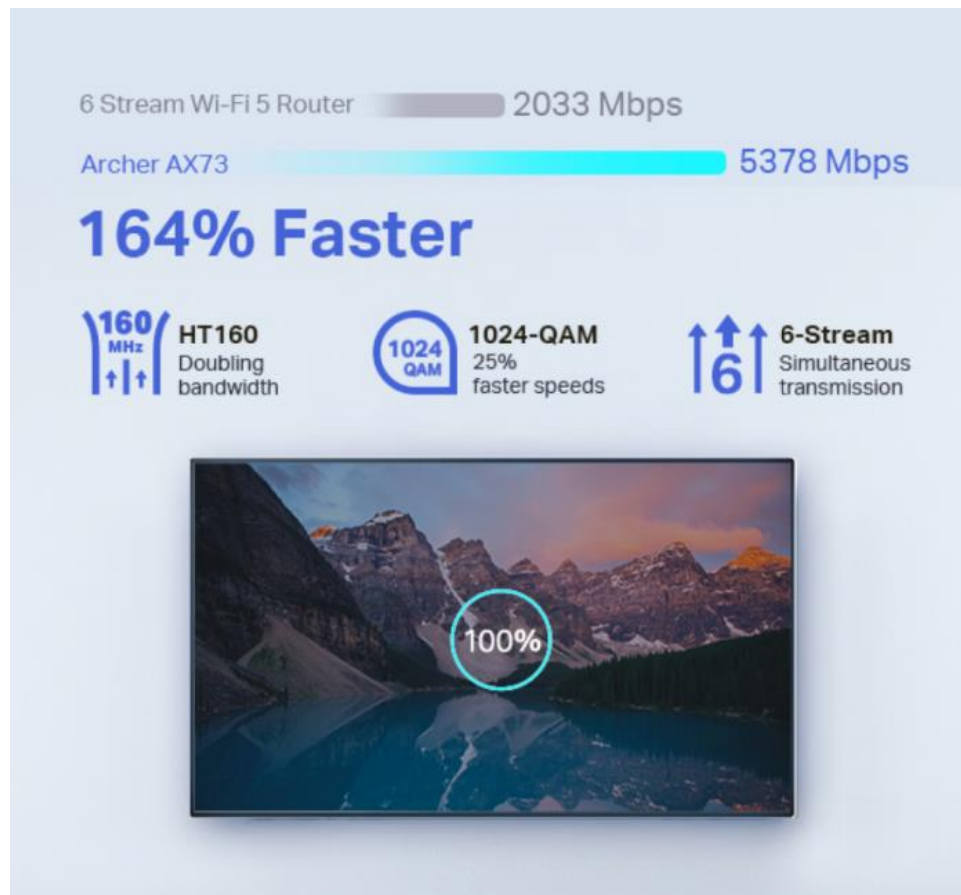 6 Stream Wi-Fi 5 Router 2033 Mbps
Archer AX73 5378 Mbps
164% Faster
160
MHz
HT160
Doubling
bandwidth
1024
QAM
1024-QAM
25%
faster speeds
6
6-Stream
Simultaneous
transmission
100%